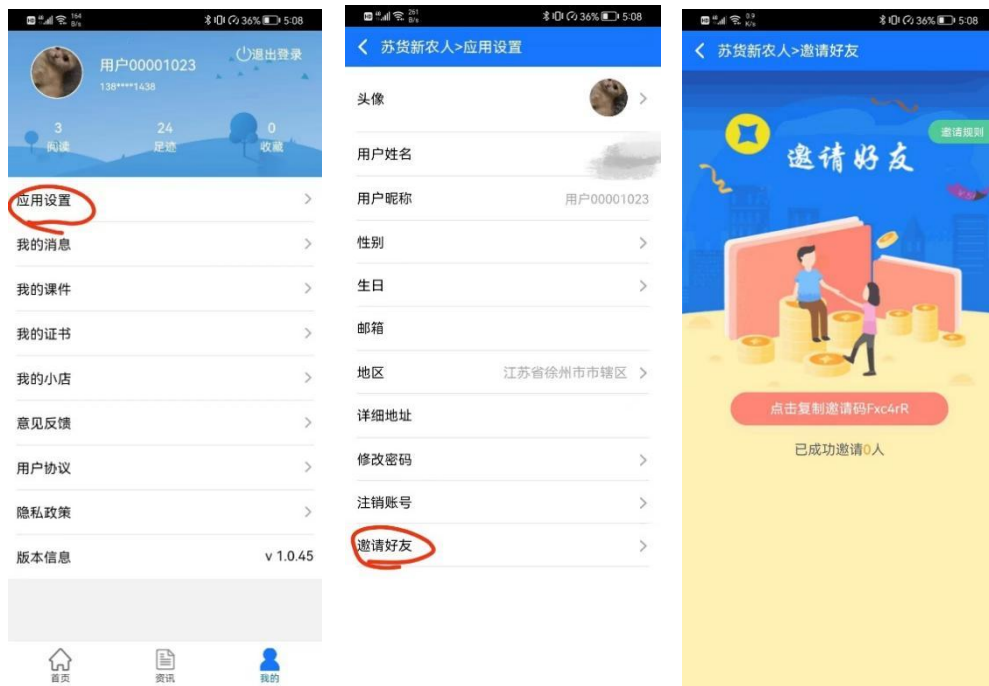 HD 4G 164 B/s 36% 5:08
用户00001023
退出登录
138****1438
3 24 0
阅读 足迹 收藏
应用设置
我的消息
我的课件
我的证书
我的小店
意见反馈
用户协议
隐私政策
版本信息 v 1.0.45
首页 资讯 我的
HD 4G 261 B/s 36% 5:08
苏货新农人>应用设置
头像
用户姓名
用户昵称 用户00001023
性别
生日
邮箱
地区 江苏省徐州市市辖区
详细地址
修改密码
注销账号
邀请好友
HD 4G 0.9 K/s 36% 5:08
苏货新农人>邀请好友
邀请规则
邀请好友
点击复制邀请码Fxc4rR
已成功邀请0人